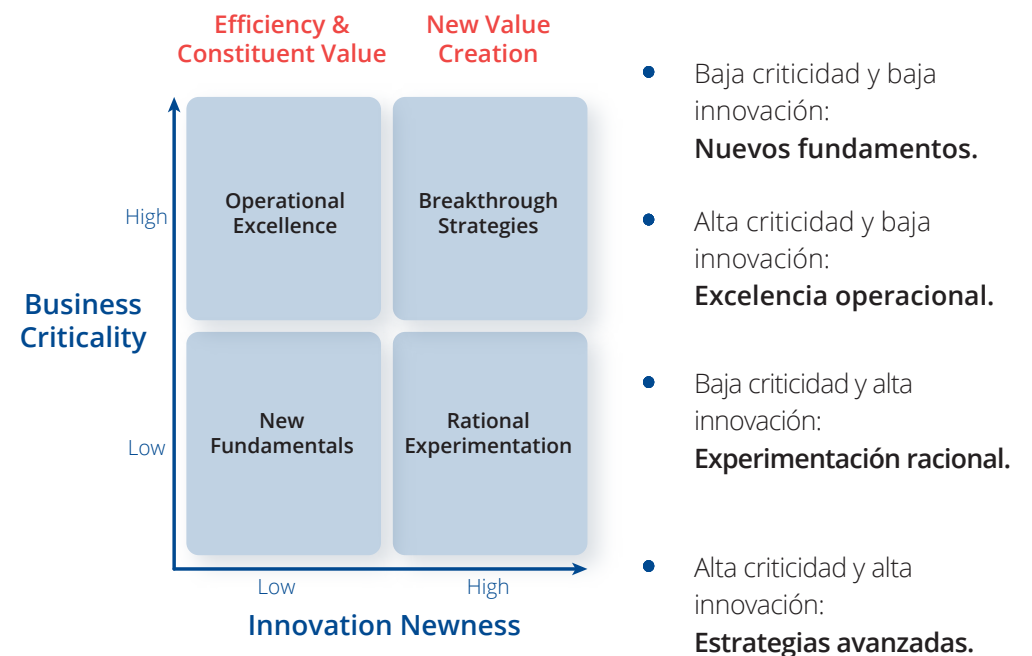 Efficiency &
Constituent Value
New Value
Creation
High
Business
Criticality
Low
Operational
Excellence
Breakthrough
Strategies
New
Fundamentals
Rational
Experimentation
Low
High
Innovation Newness
Baja criticidad y baja
innovación:
Nuevos fundamentos.
Alta criticidad y baja
innovación:
Excelencia operacional.
Baja criticidad y alta
innovación:
Experimentación racional.
Alta criticidad y alta
innovación:
Estrategias avanzadas.